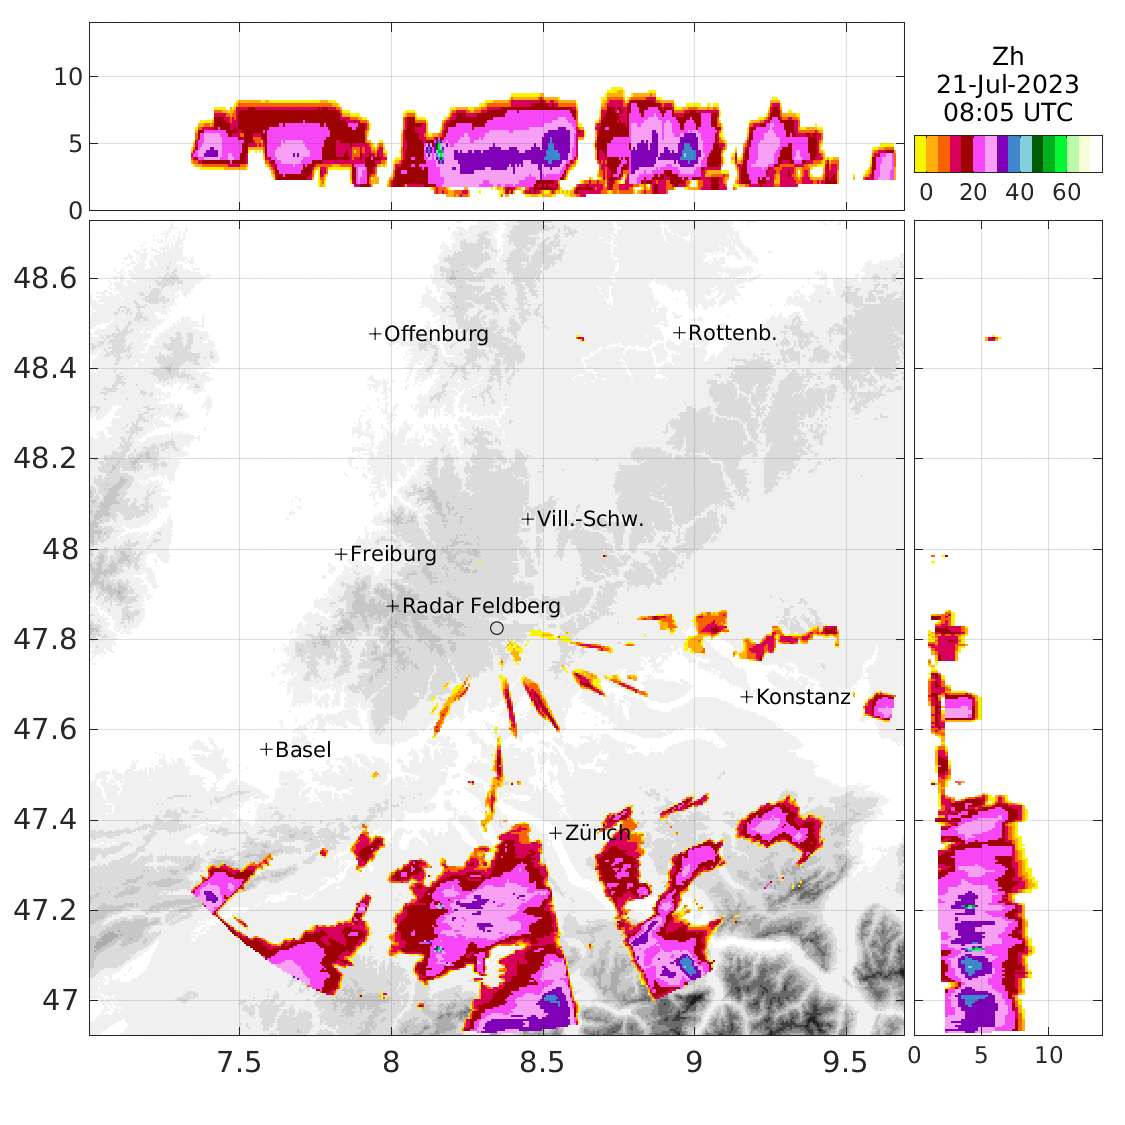 10
5
0
Zh
21-Jul-2023
08:05 UTC
0 20 40 60
48.6
48.4
48.2
48
47.8
47.6
47.4
47.2
47
+Offenburg
+Rottenb.
+Vill.-Schw.
+Freiburg
+Radar Feldberg
+Konstanz
+Basel
+Zürich
7.5 8 8.5 9 9.5
0 5 10